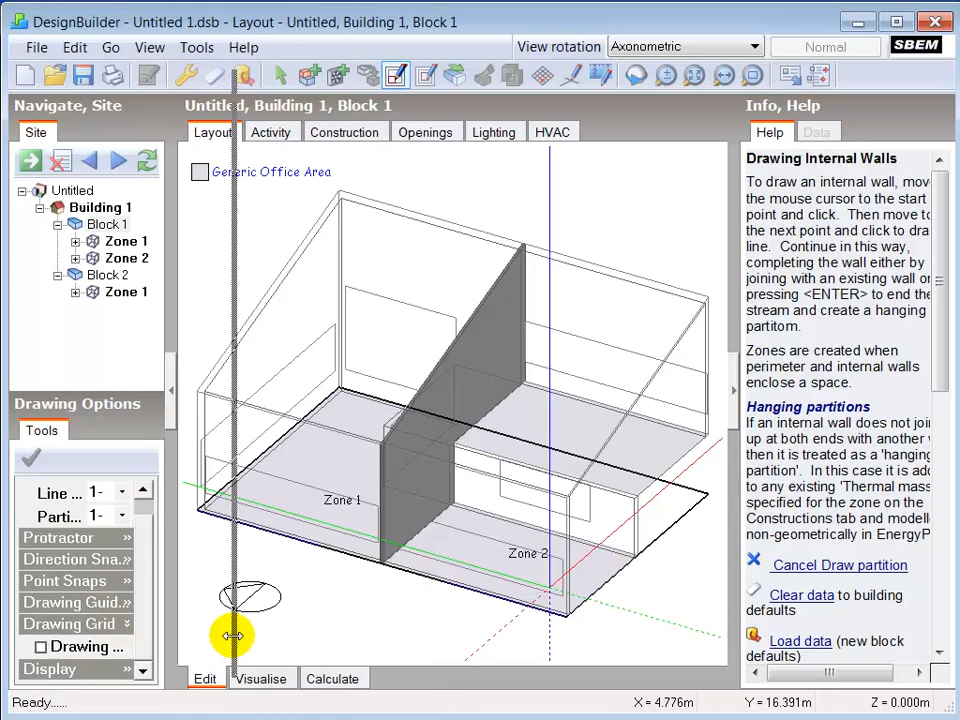 DesignBuilder - Untitled 1.dsb - Layout - Untitled, Building 1, Block 1
File Edit Go View Tools Help
View rotation Axonometric Normal SBEM
Navigate, Site
Site
Untitled
Building 1
Block 1
Zone 1
Zone 2
Block 2
Zone 1
Drawing Options
Tools
Line ... 1-
Parti... 1-
Protractor »
Direction Sna... »
Point Snaps »
Drawing Guid... »
Drawing Grid
Drawing ...
Display »
Untitled, Building 1, Block 1
Layout Activity Construction Openings Lighting HVAC
Generic Office Area
Zone 1
Zone 2
Edit Visualise Calculate
Info, Help
Help Data
Drawing Internal Walls
To draw an internal wall, move
the mouse cursor to the start
point and click. Then move to
the next point and click to dra
line. Continue in this way,
completing the wall either by
joining with an existing wall or
pressing <ENTER> to end the
stream and create a hanging
partitom.
Zones are created when
perimeter and internal walls
enclose a space.
Hanging partitions
If an internal wall does not join
up at both ends with another
then it is treated as a 'hanging
partition'. In this case it is add
to any existing 'Thermal mass
specified for the zone on the
Constructions tab and modelle
non-geometrically in EnergyP
Cancel Draw partition
Clear data to building
defaults
Load data (new block
defaults)
Ready......
X = 4.776m Y = 16.391m Z = 0.000m